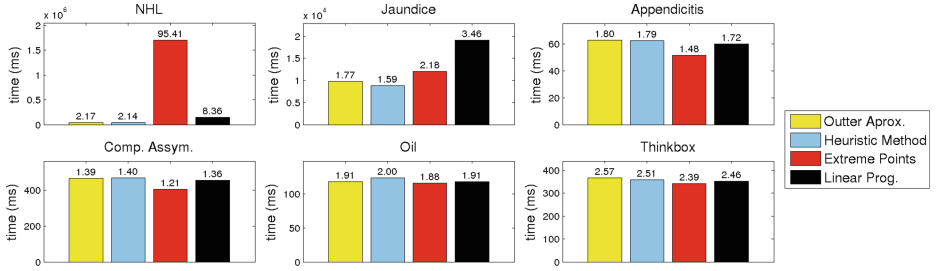 NHL
x 10^6
time (ms)
2
1.5
1
0.5
0
2.17
2.14
95.41
8.36
Jaundice
x 10^4
time (ms)
2
1.5
1
0.5
0
1.77
1.59
2.18
3.46
Appendicitis
time (ms)
60
40
20
0
1.80
1.79
1.48
1.72
Comp. Assym.
time (ms)
400
200
0
1.39
1.40
1.21
1.36
Oil
time (ms)
100
50
0
1.91
2.00
1.88
1.91
Thinkbox
time (ms)
400
300
200
100
0
2.57
2.51
2.39
2.46
Outter Aprox.
Heuristic Method
Extreme Points
Linear Prog.